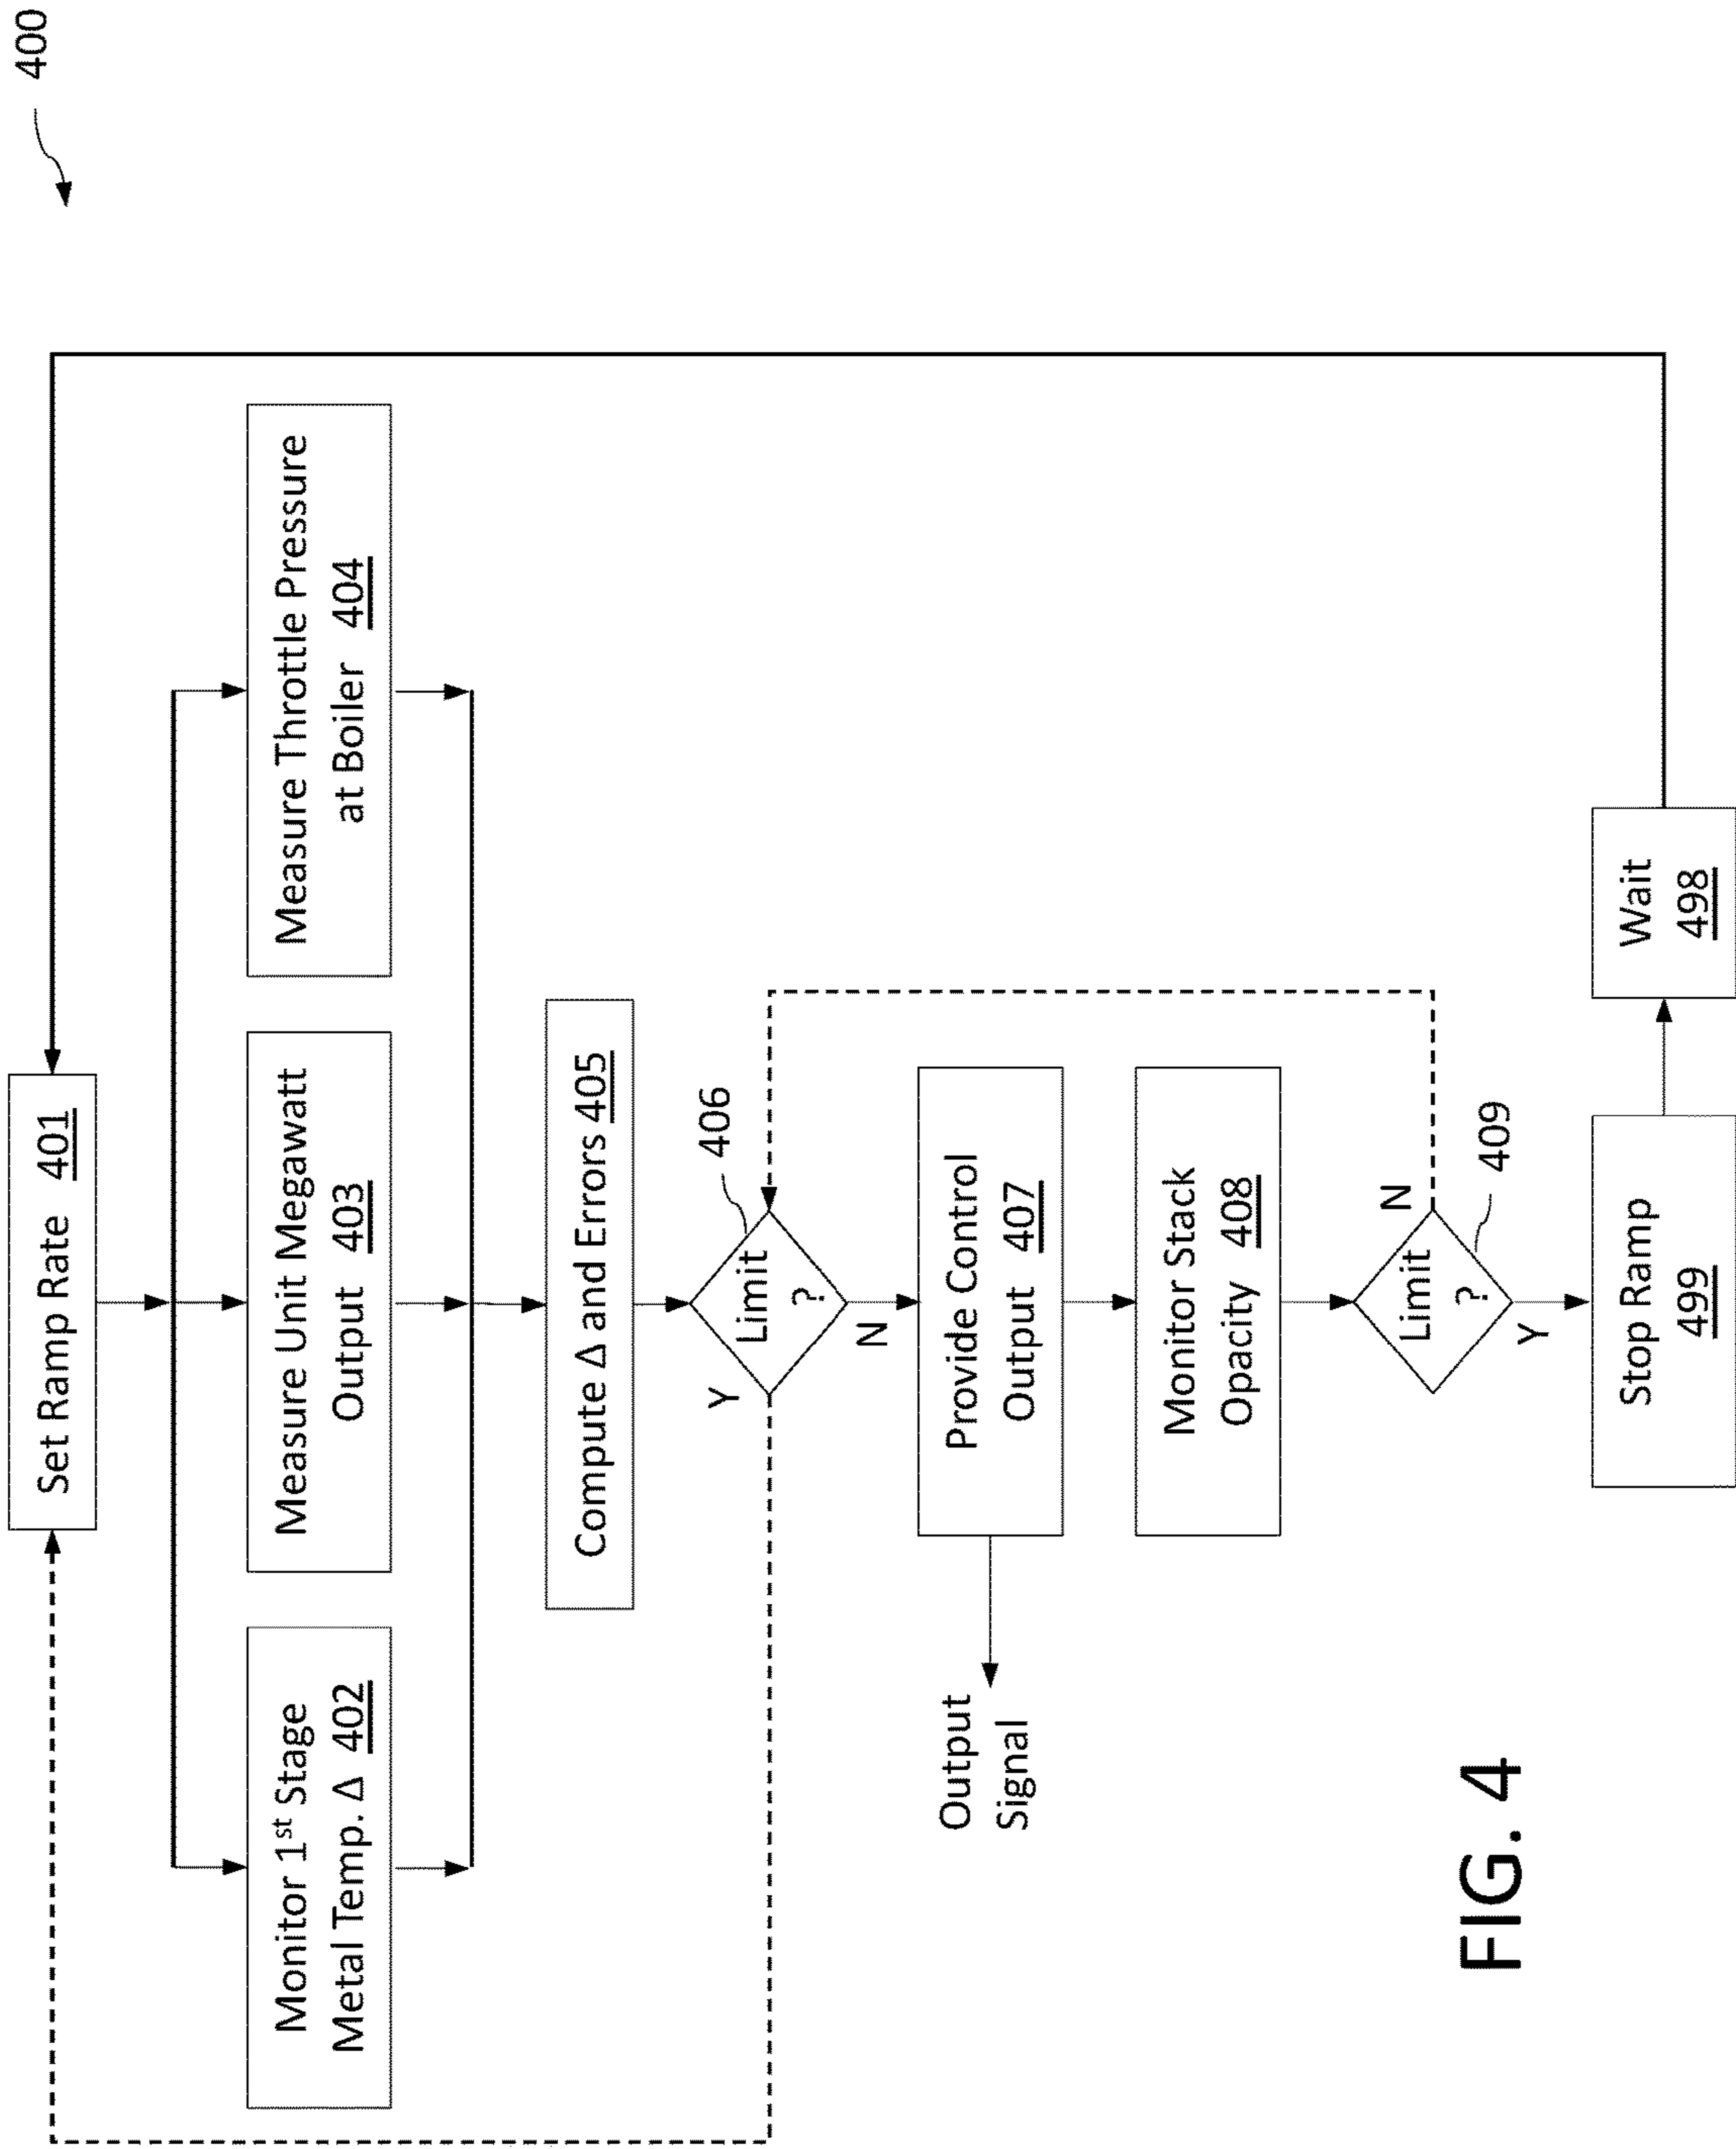 400
Set Ramp Rate 401
Monitor 1st Stage
Metal Temp. Δ 402
Measure Unit Megawatt
Output 403
Measure Throttle Pressure
at Boiler 404
Compute Δ and Errors 405
406
Limit
?
Y
N
Provide Control
Output 407
Output
Signal
Monitor Stack
Opacity 408
Limit
?
N
409
Y
Stop Ramp
499
Wait
498
FIG. 4